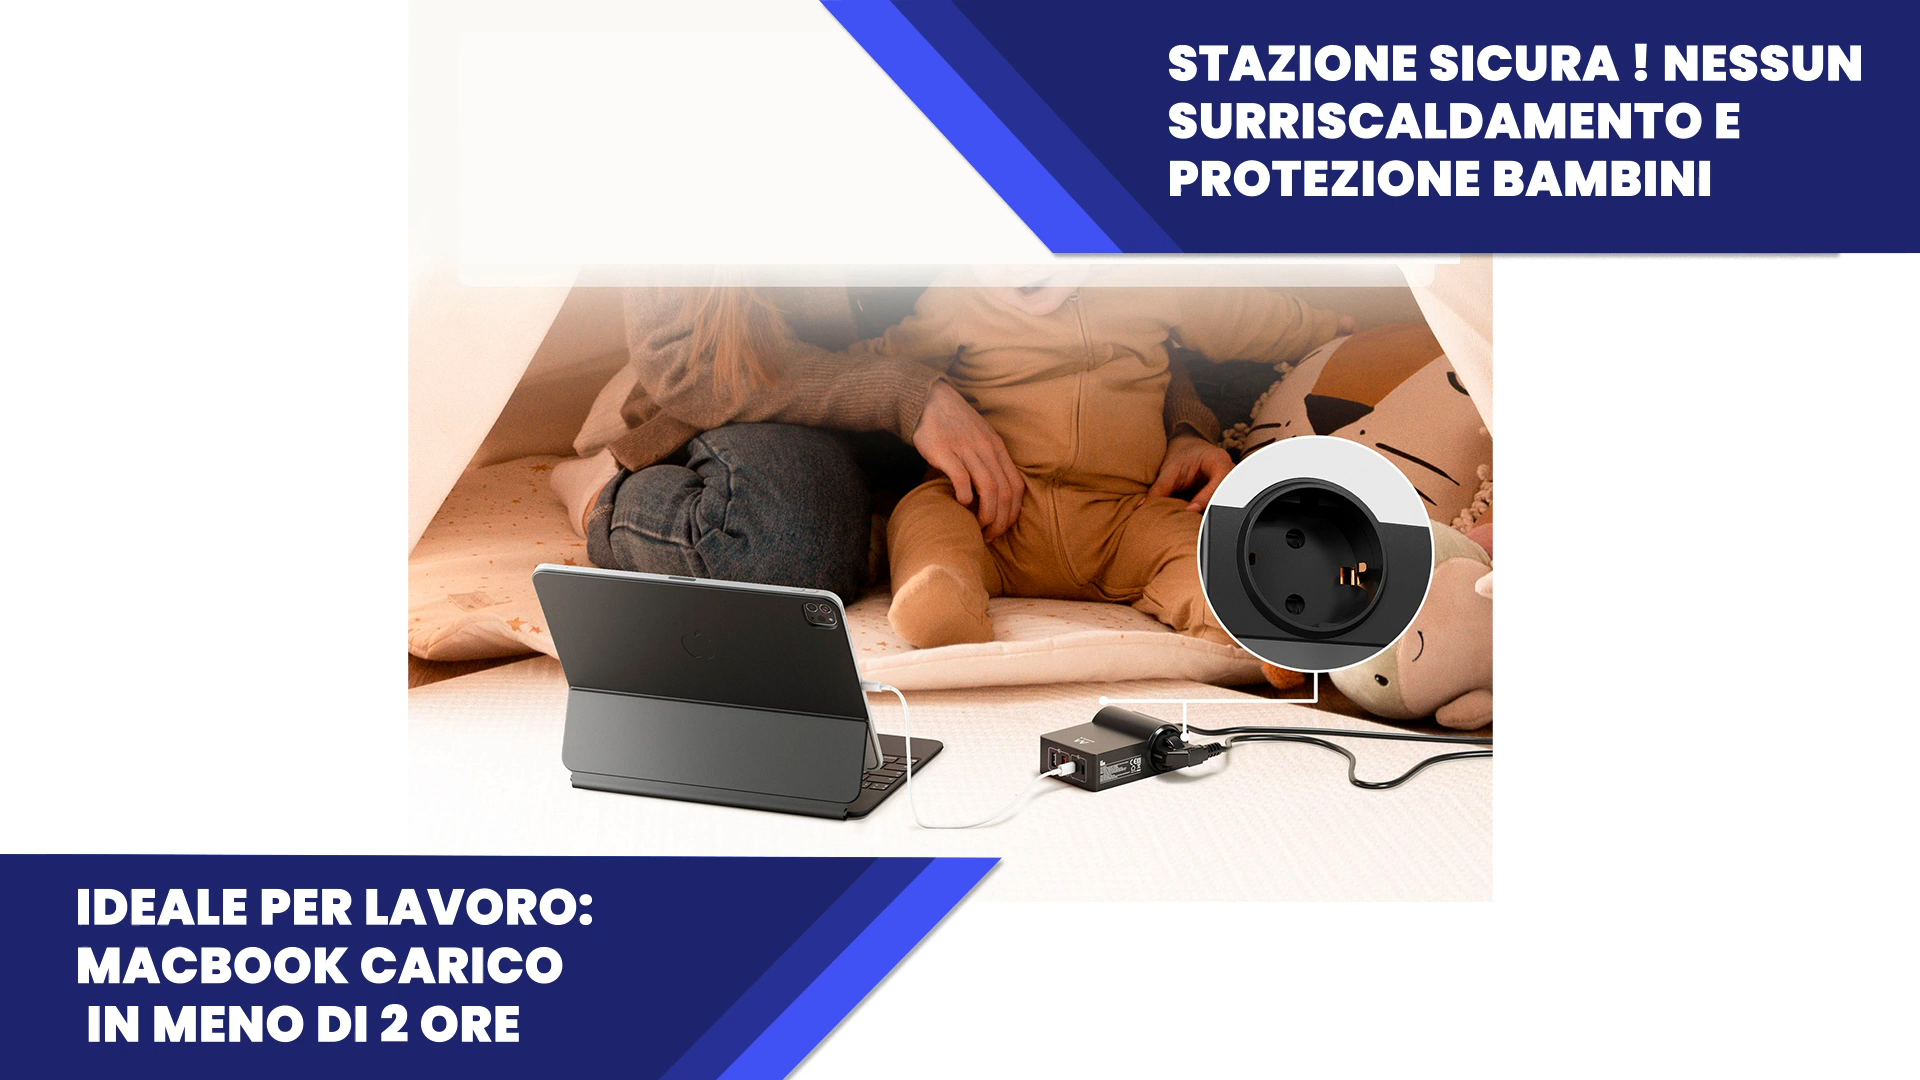 STAZIONE SICURA ! NESSUN
SURRISCALDAMENTO E
PROTEZIONE BAMBINI
IDEALE PER LAVORO:
MACBOOK CARICO
IN MENO DI 2 ORE